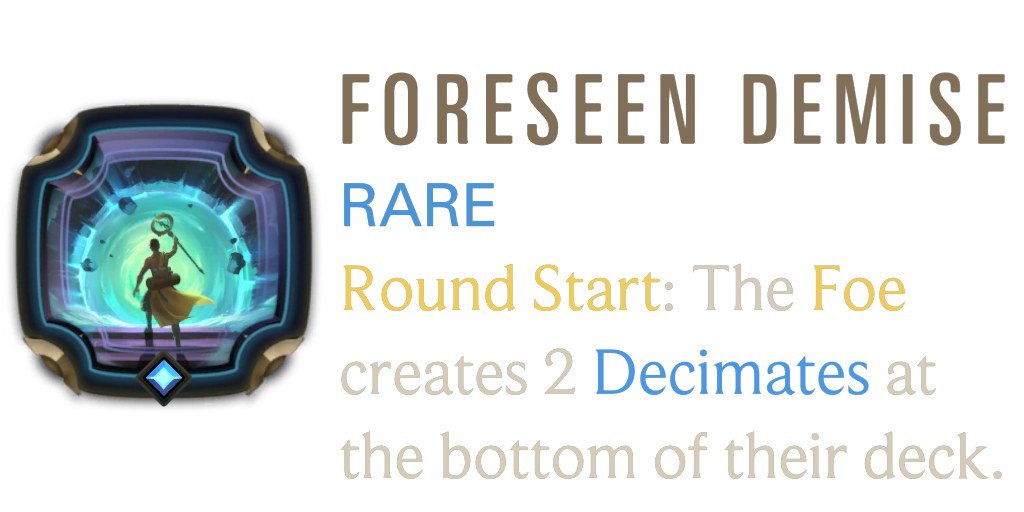 FORESEEN DEMISE
RARE
Round Start: The Foe
creates 2 Decimates at
the bottom of their deck.